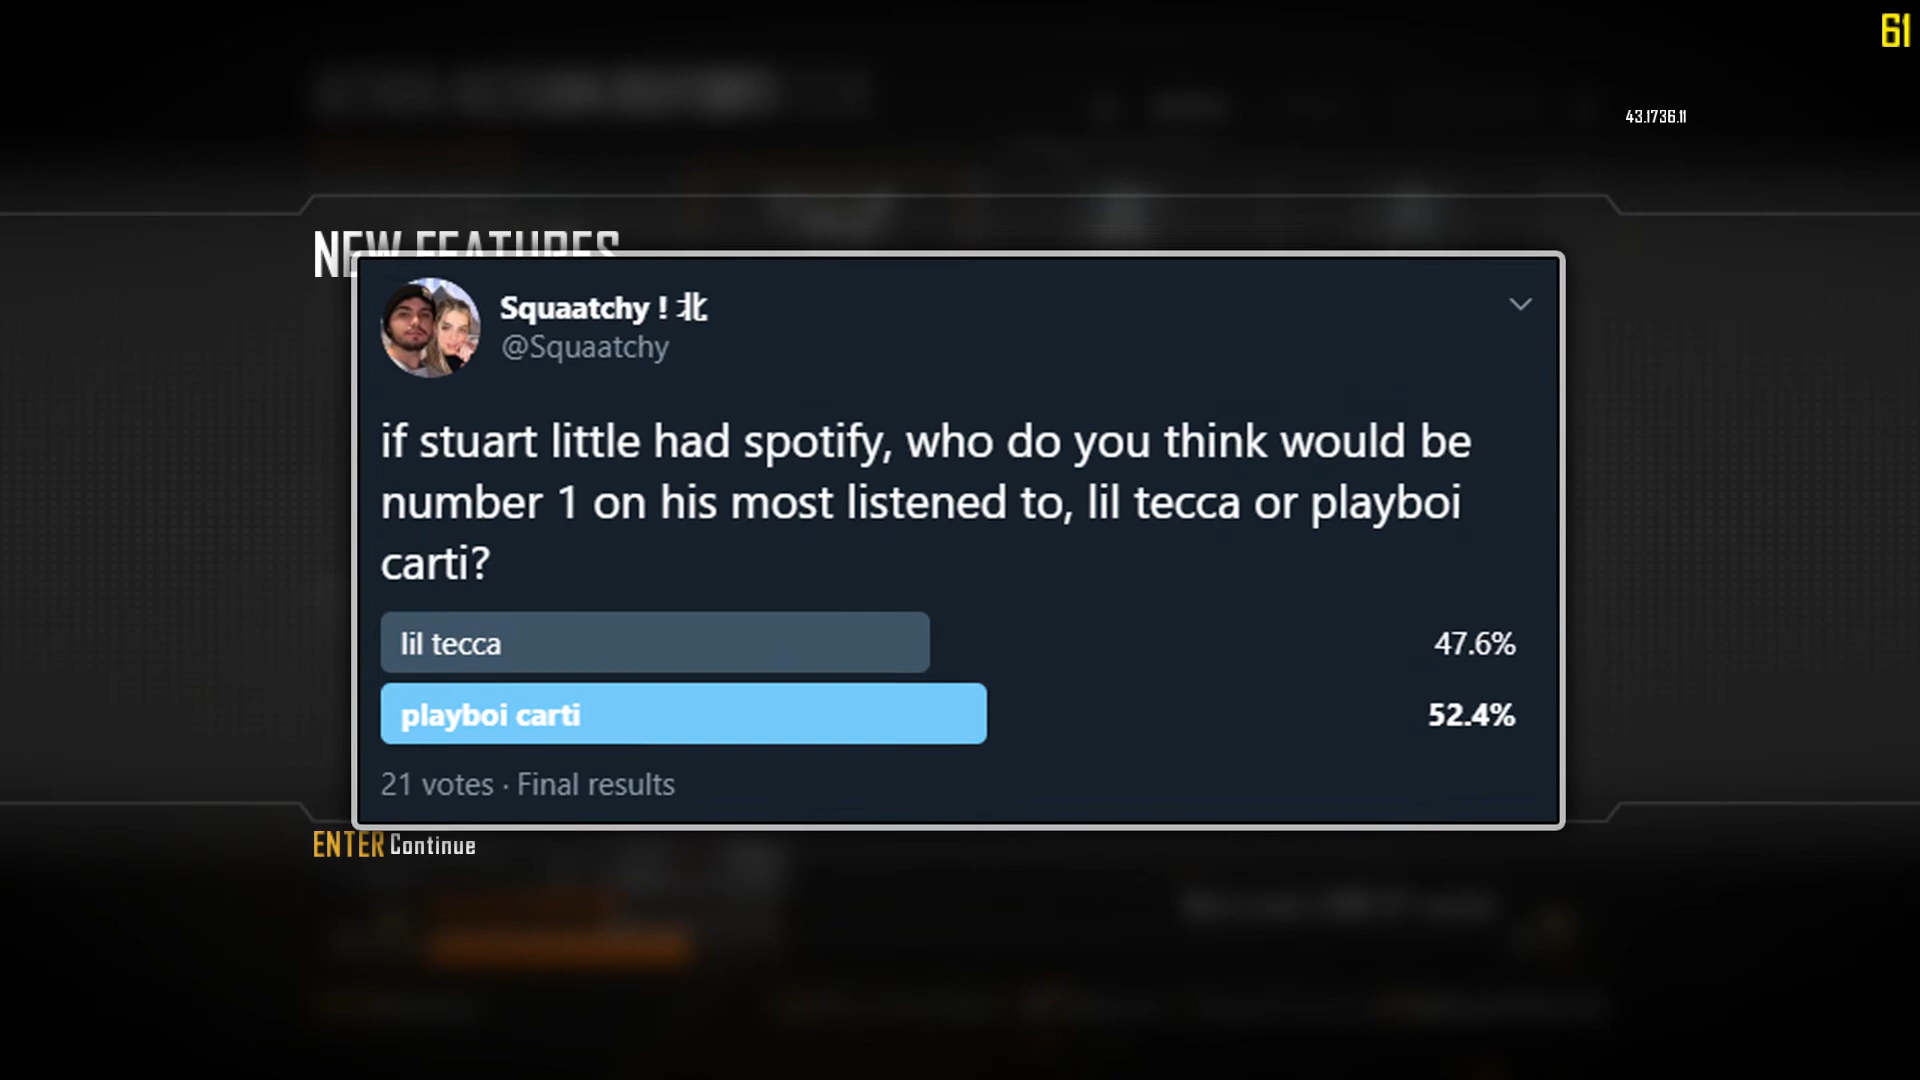 61
43.1736.11
NEW FEATURES
Squaatchy ! 北
@Squaatchy
if stuart little had spotify, who do you think would be
number 1 on his most listened to, lil tecca or playboi
carti?
lil tecca 47.6%
playboi carti 52.4%
21 votes · Final results
ENTER Continue